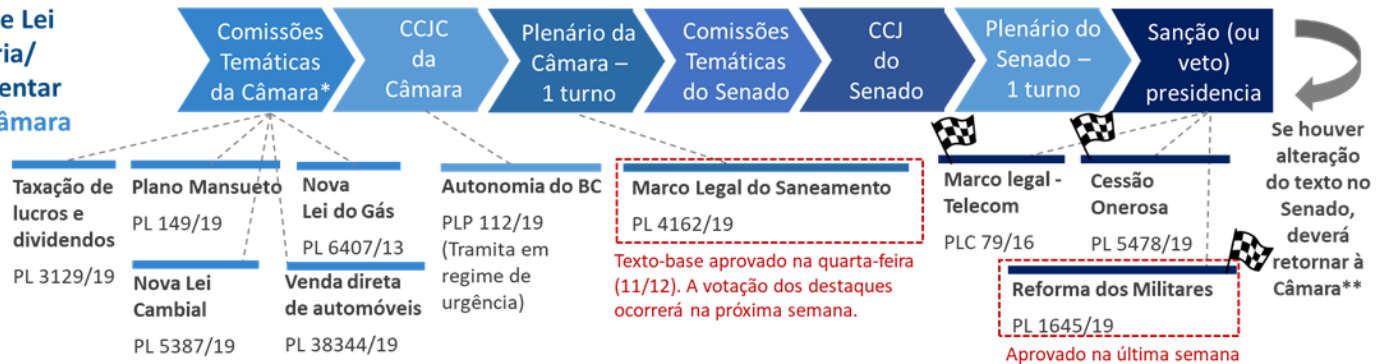 e Lei
ria/
entar
âmara
Comissões
Temáticas
da Câmara*
CCJC
da
Câmara
Plenário da
Câmara –
1 turno
Comissões
Temáticas
do Senado
CCJ
do
Senado
Plenário do
Senado –
1 turno
Sanção (ou
veto)
presidencia
Se houver
alteração
do texto no
Senado,
deverá
retornar à
Câmara**
Taxação de
lucros e
dividendos
PL 3129/19
Plano Mansueto
PL 149/19
Nova
Lei do Gás
PL 6407/13
Nova Lei
Cambial
PL 5387/19
Venda direta
de automóveis
PL 38344/19
Autonomia do BC
PLP 112/19
(Tramita em
regime de
urgência)
Marco Legal do Saneamento
PL 4162/19
Texto-base aprovado na quarta-feira
(11/12). A votação dos destaques
ocorrerá na próxima semana.
Marco legal -
Telecom
PLC 79/16
Cessão
Onerosa
PL 5478/19
Reforma dos Militares
PL 1645/19
Aprovado na última semana